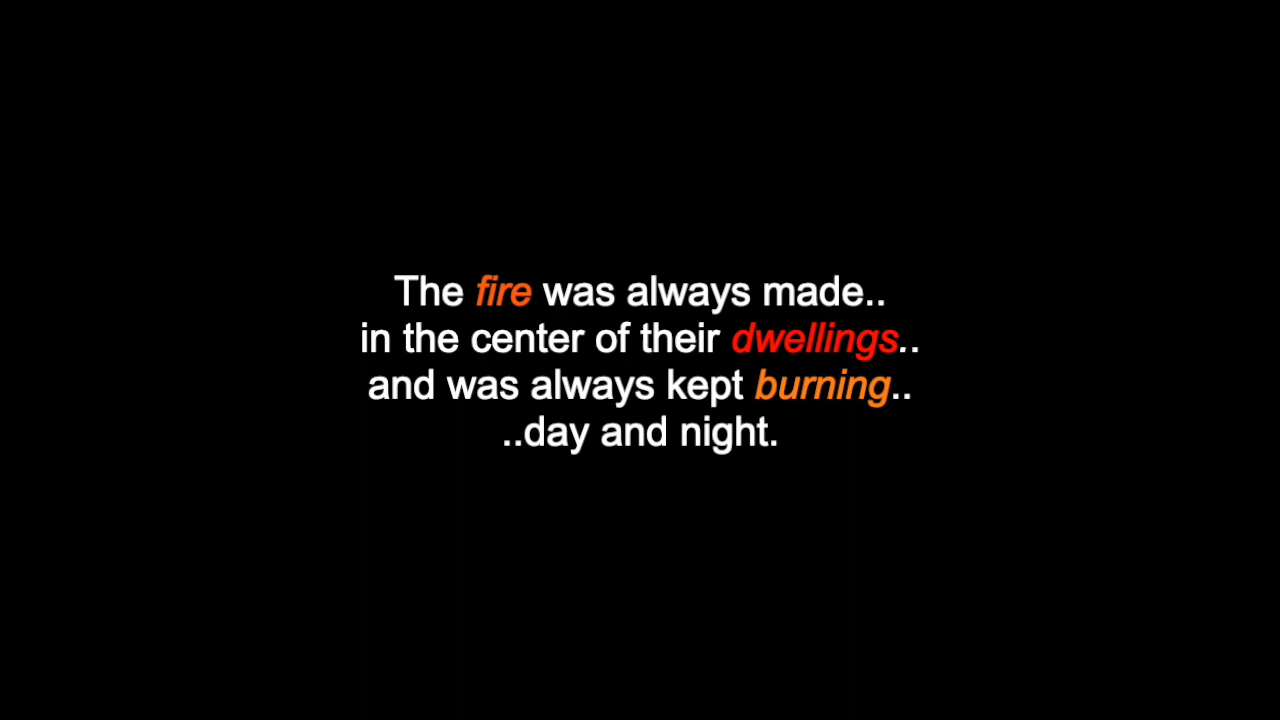 The fire was always made..
in the center of their dwellings..
and was always kept burning..
..day and night.